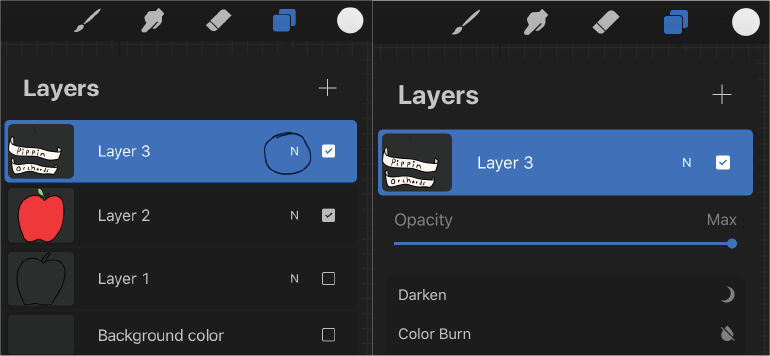 Layers
Pippin
Orchards
Layer 3
N
Layer 2
N
Layer 1
N
Background color
Layers
Pippin
Orchards
Layer 3
N
Opacity
Max
Darken
Color Burn